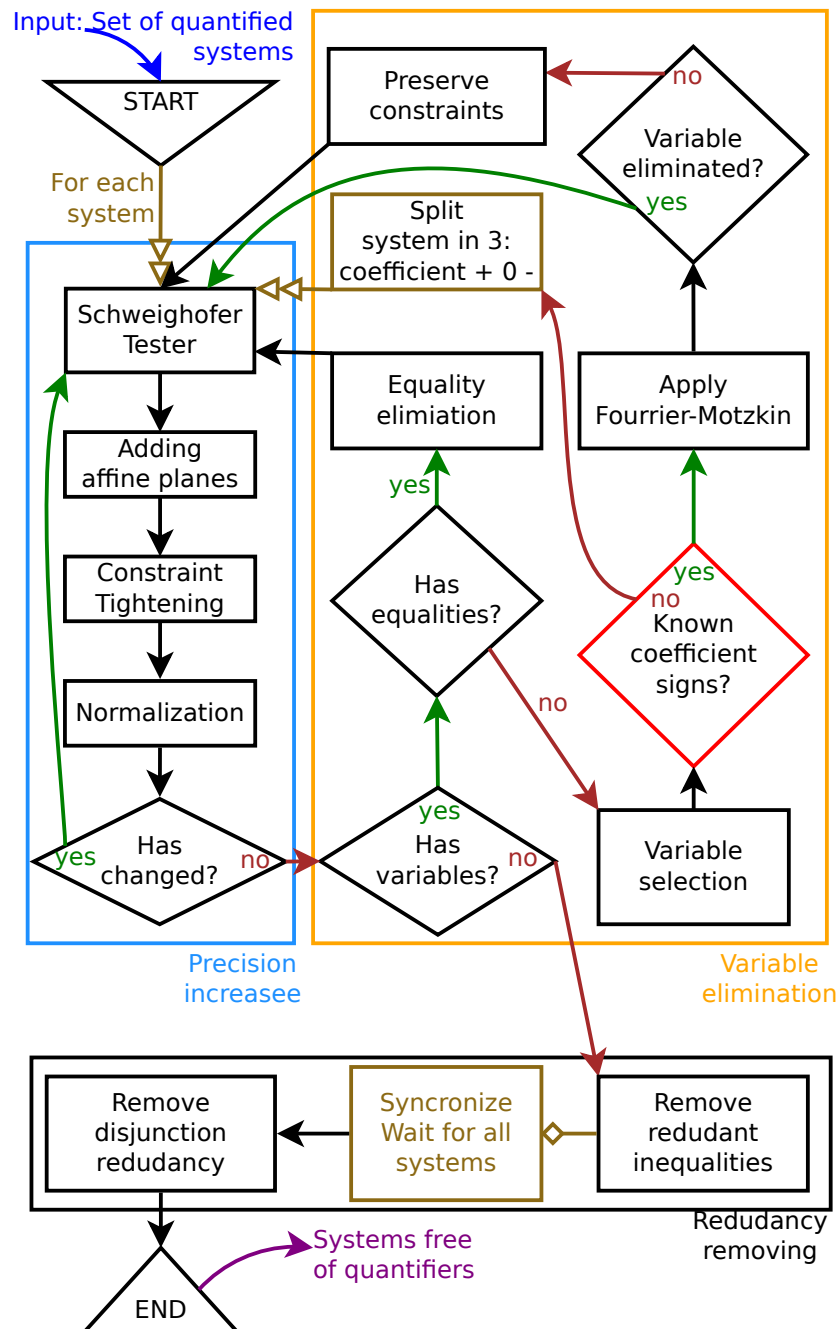 Input: Set of quantified
systems
START
For each
system
Preserve
constraints
no
Variable
eliminated?
yes
Split
system in 3:
coefficient + 0 -
Schweighofer
Tester
Equality
elimiation
Apply
Fourrier-Motzkin
Adding
affine planes
yes
Constraint
Tightening
Has
equalities?
yes
no
Known
coefficient
signs?
Normalization
no
yes
Has
changed?
no
yes
Has
variables?
no
Variable
selection
Precision
increasee
Variable
elimination
Remove
disjunction
redudancy
Syncronize
Wait for all
systems
Remove
redudant
inequalities
Redudancy
removing
Systems free
of quantifiers
END